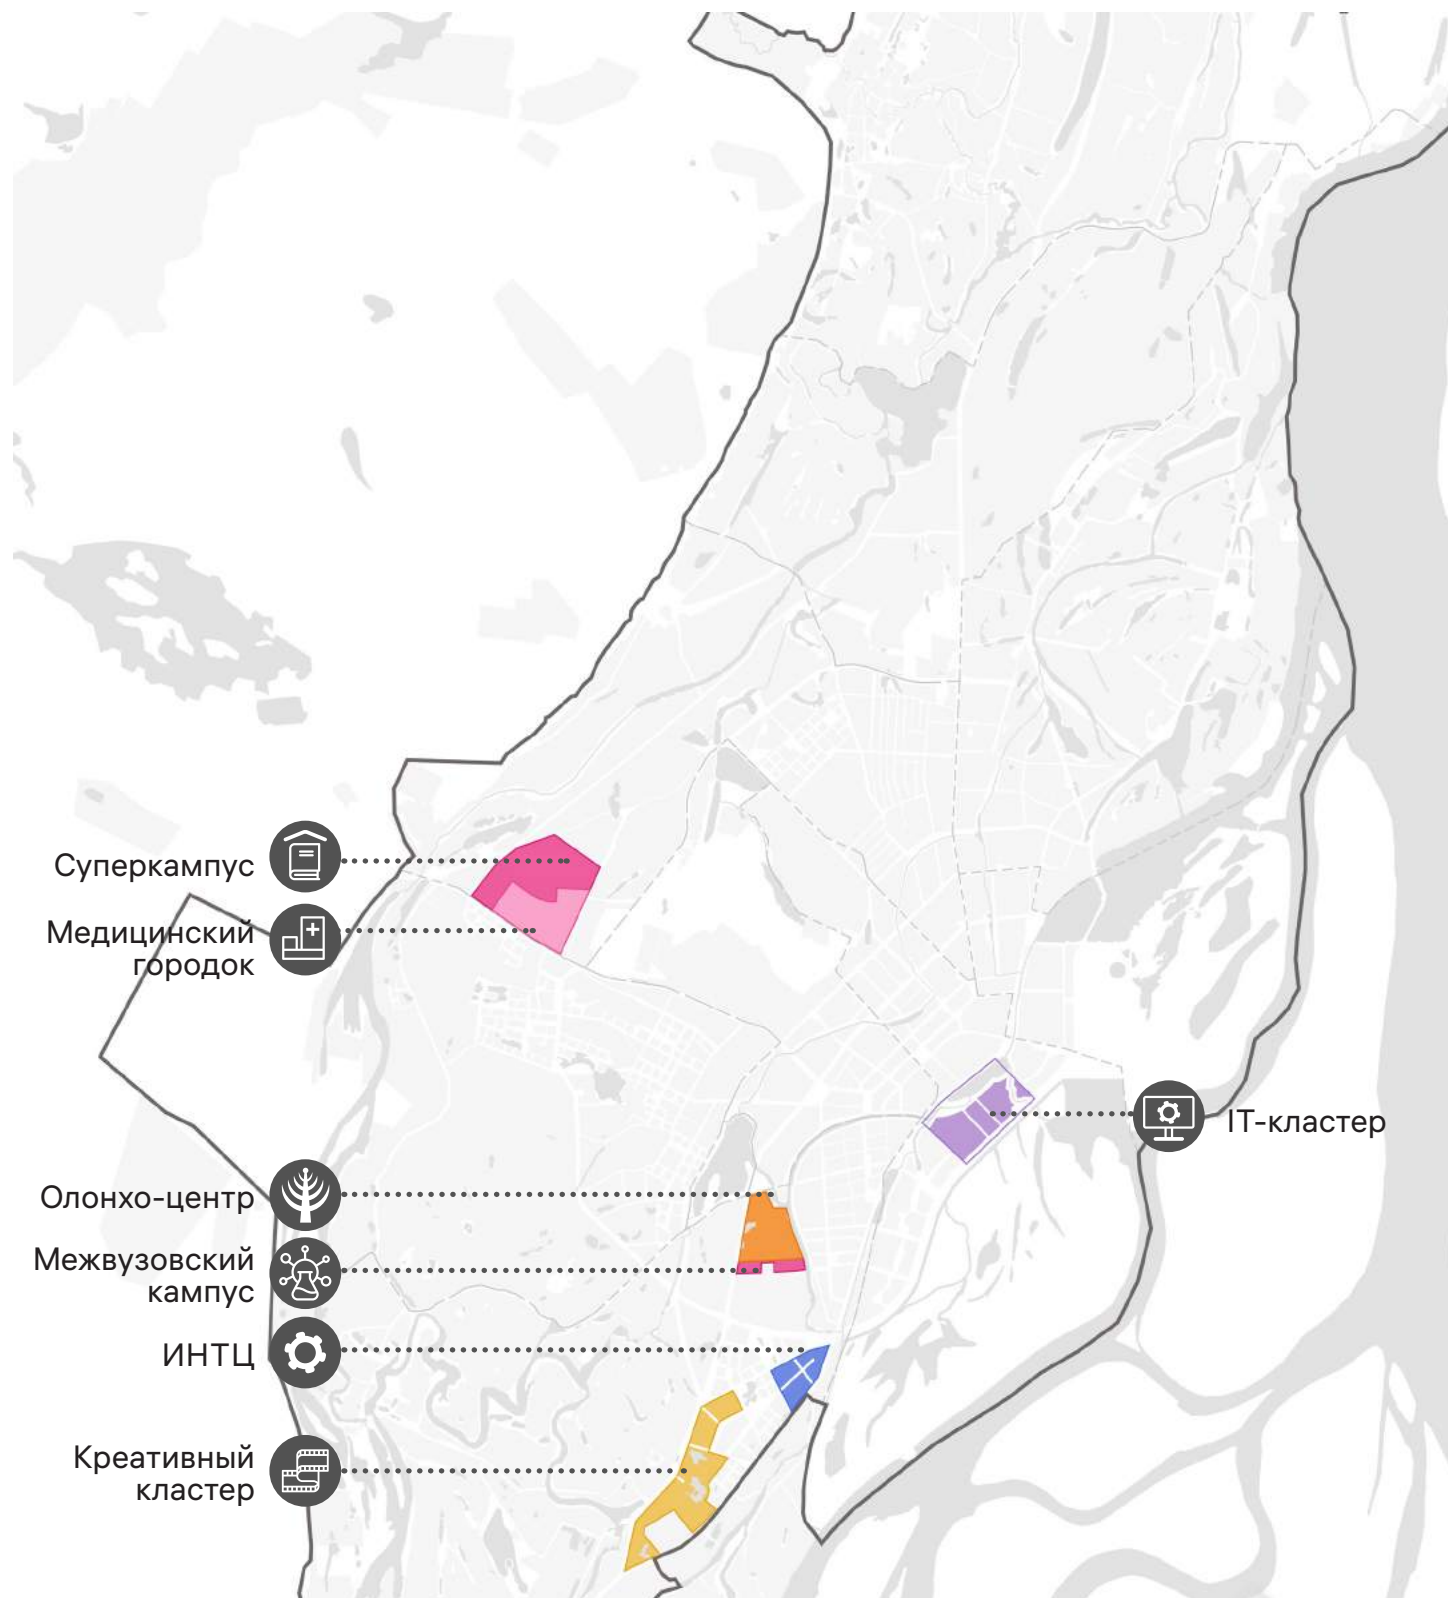 Суперкампус
Медицинский
городок
IT-кластер
Олонхо-центр
Межвузовский
кампус
ИНТЦ
Креативный
кластер